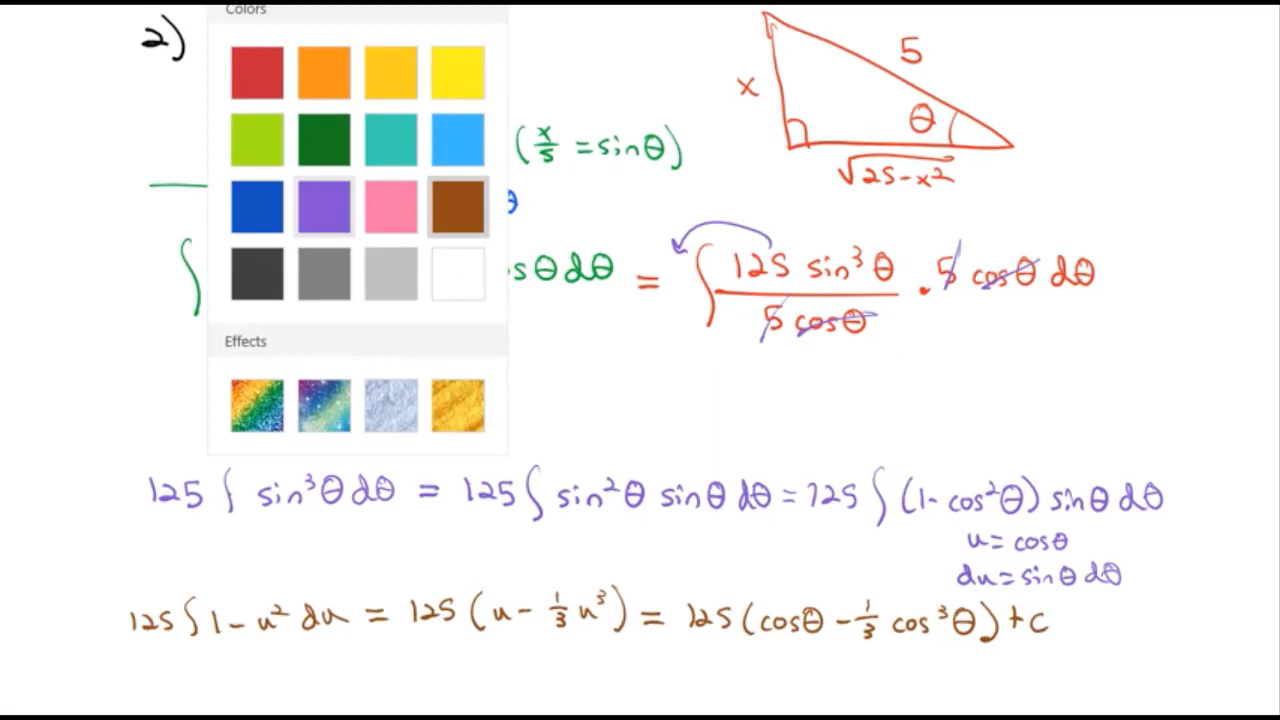 Colors
2)
5
x
θ
(x/5 = sinθ)
√25-x²
θ
∫ sθdθ = ∫ 125 sin³θ / 5 cosθ · 5 cosθ dθ
Effects
125 ∫ sin³θ dθ = 125 ∫ sin²θ sinθ dθ = 125 ∫ (1 - cos²θ) sinθ dθ
u = cosθ
du = sinθ dθ
125 ∫ 1 - u² du = 125 (u - 1/3 u³) = 125 (cosθ - 1/3 cos³θ) + c